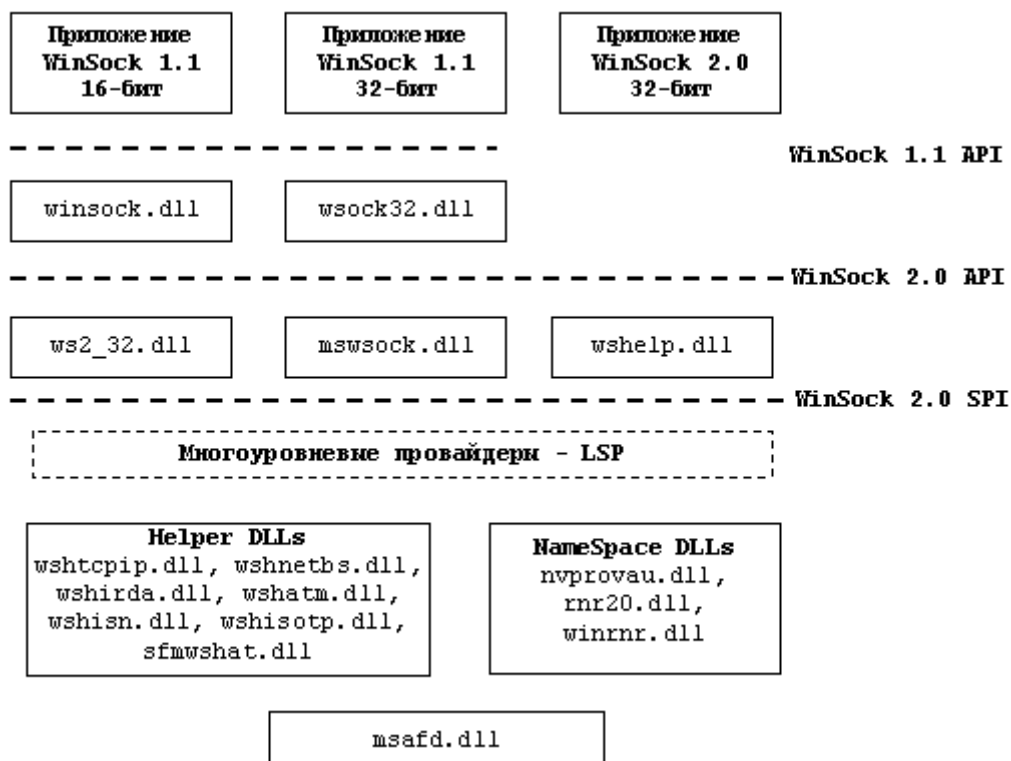 Приложение
WinSock 1.1
16-бит
Приложение
WinSock 1.1
32-бит
Приложение
WinSock 2.0
32-бит
WinSock 1.1 API
winsock.dll
wsock32.dll
WinSock 2.0 API
ws2_32.dll
mswsock.dll
wshelp.dll
WinSock 2.0 SPI
Многоуровневые провайдеры - LSP
Helper DLLs
wshtcpip.dll, wshnetbs.dll,
wshirda.dll, wshatm.dll,
wshisn.dll, wshisotp.dll,
sfmwshat.dll
NameSpace DLLs
nvprovau.dll,
rnr20.dll,
winrnr.dll
msafd.dll